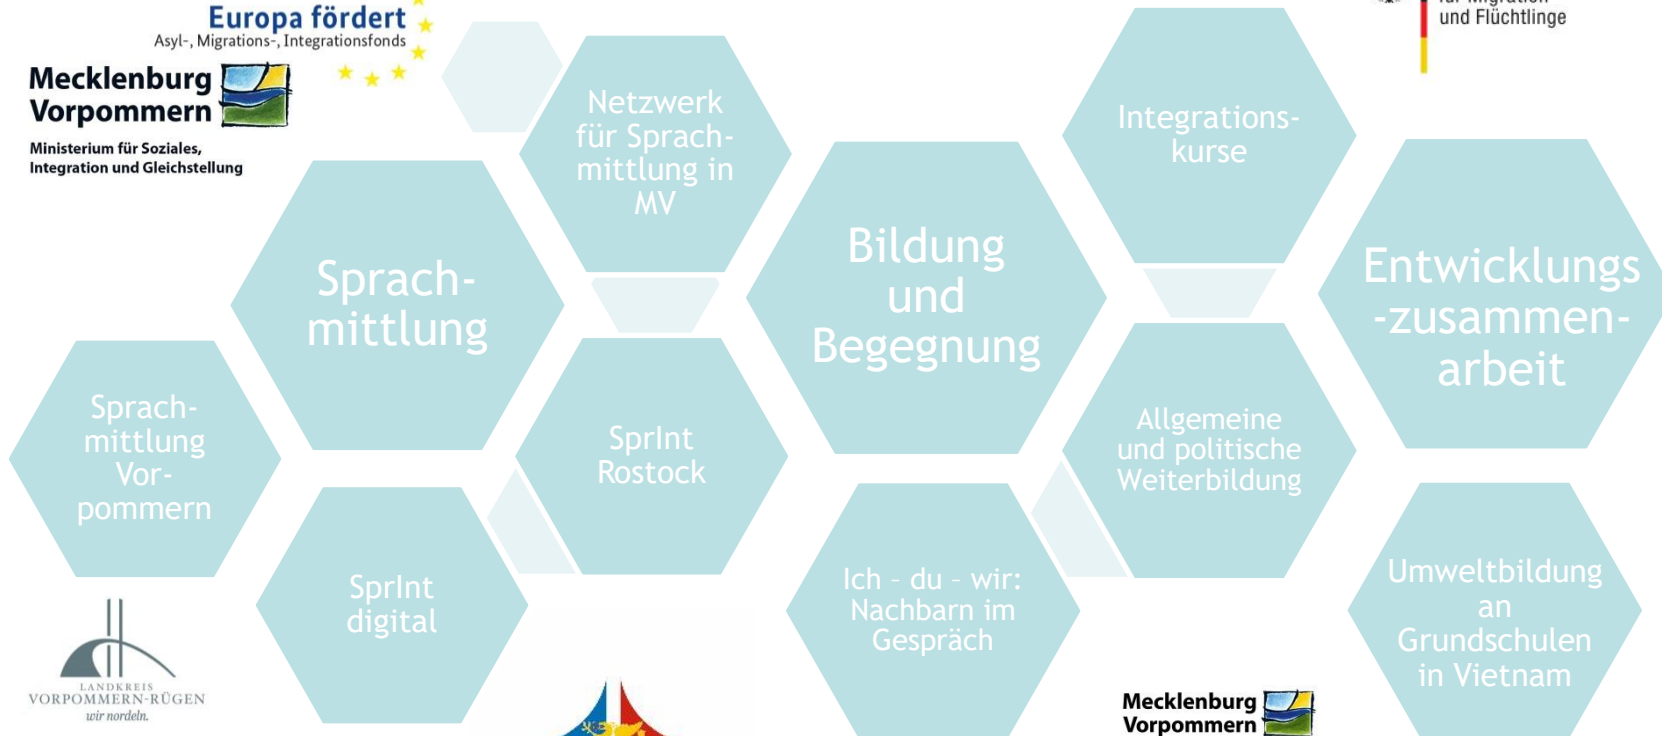 Europa fördert
Asyl-, Migrations-, Integrationsfonds
Mecklenburg
Vorpommern
Ministerium für Soziales,
Integration und Gleichstellung
für Migration
und Flüchtlinge
Netzwerk
für Sprach-
mittlung in
MV
Integrations-
kurse
Sprach-
mittlung
Bildung
und
Begegnung
Entwicklungs
-zusammen-
arbeit
Sprach-
mittlung
Vor-
pommern
SprInt
Rostock
Allgemeine
und politische
Weiterbildung
SprInt
digital
Ich – du – wir:
Nachbarn im
Gespräch
Umweltbildung
an
Grundschulen
in Vietnam
LANDKREIS
VORPOMMERN-RÜGEN
wir nordeln.
Mecklenburg
Vorpommern